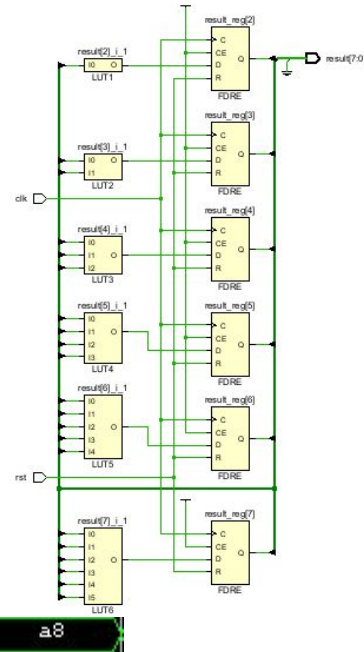 result_reg[2]
result[2]_i_1
C
CE
I0 O
D Q
result[7:0]
LUT1
R
FDRE
result_reg[3]
result[3]_i_1
C
CE
I0 O
D Q
I1
R
LUT2
FDRE
clk
result_reg[4]
result[4]_i_1
C
I0
CE
I1 O
D Q
I2
R
LUT3
FDRE
result_reg[5]
result[5]_i_1
C
I0
CE
I1 O
D Q
I2
R
I3
LUT4
FDRE
result_reg[6]
result[6]_i_1
C
I0
CE
I1
D Q
I2 O
R
I3
I4
LUT5
FDRE
rst
result_reg[7]
result[7]_i_1
C
I0
CE
I1
D Q
I2 O
R
I3
I4
I5
LUT6
FDRE
a8